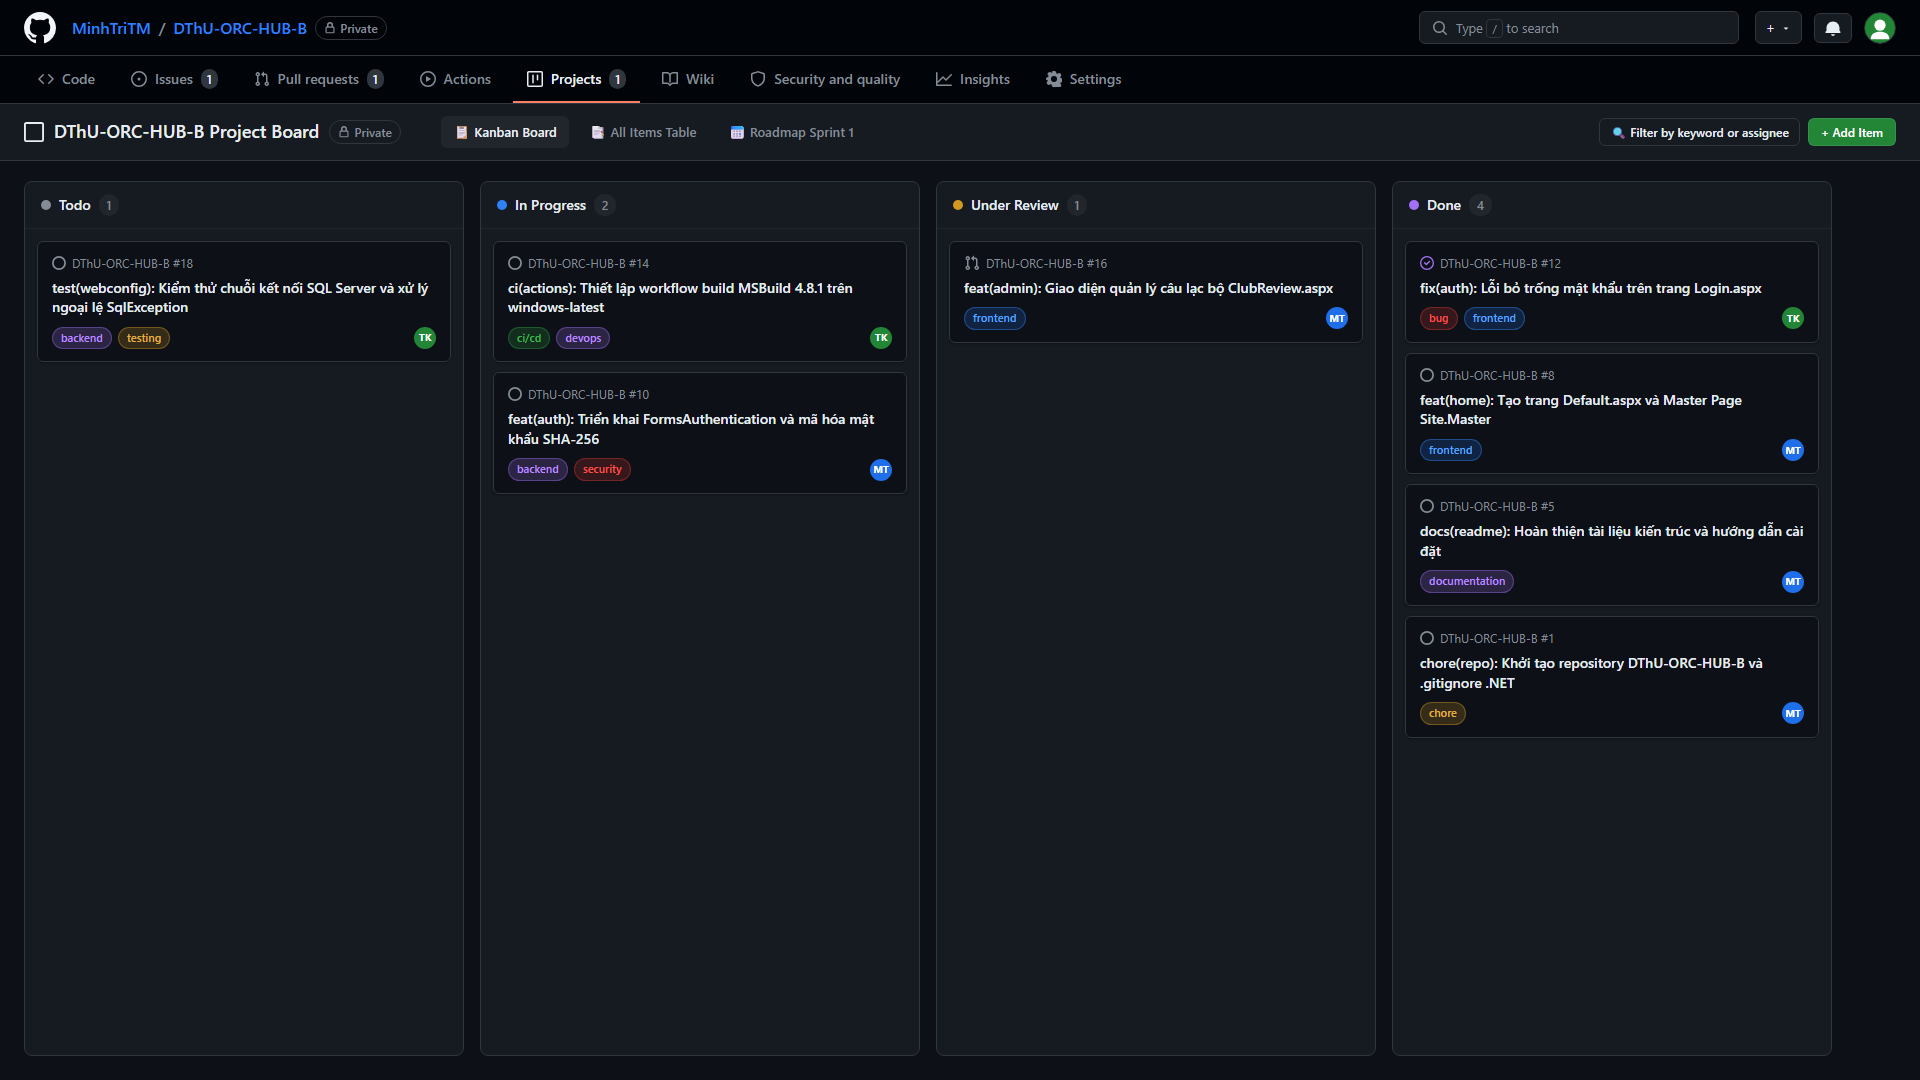 MinhTriTM / DThU-ORC-HUB-B Private
Type / to search
+
Code
Issues 1
Pull requests 1
Actions
Projects 1
Wiki
Security and quality
Insights
Settings
DThU-ORC-HUB-B Project Board Private
Kanban Board
All Items Table
Roadmap Sprint 1
Filter by keyword or assignee
+ Add Item
Todo 1
DThU-ORC-HUB-B #18
test(webconfig): Kiểm thử chuỗi kết nối SQL Server và xử lý
ngoại lệ SqlException
backend testing TK
In Progress 2
DThU-ORC-HUB-B #14
ci(actions): Thiết lập workflow build MSBuild 4.8.1 trên
windows-latest
ci/cd devops TK
DThU-ORC-HUB-B #10
feat(auth): Triển khai FormsAuthentication và mã hóa mật
khẩu SHA-256
backend security MT
Under Review 1
DThU-ORC-HUB-B #16
feat(admin): Giao diện quản lý câu lạc bộ ClubReview.aspx
frontend MT
Done 4
DThU-ORC-HUB-B #12
fix(auth): Lỗi bỏ trống mật khẩu trên trang Login.aspx
bug frontend TK
DThU-ORC-HUB-B #8
feat(home): Tạo trang Default.aspx và Master Page
Site.Master
frontend MT
DThU-ORC-HUB-B #5
docs(readme): Hoàn thiện tài liệu kiến trúc và hướng dẫn cài
đặt
documentation MT
DThU-ORC-HUB-B #1
chore(repo): Khởi tạo repository DThU-ORC-HUB-B và
.gitignore .NET
chore MT